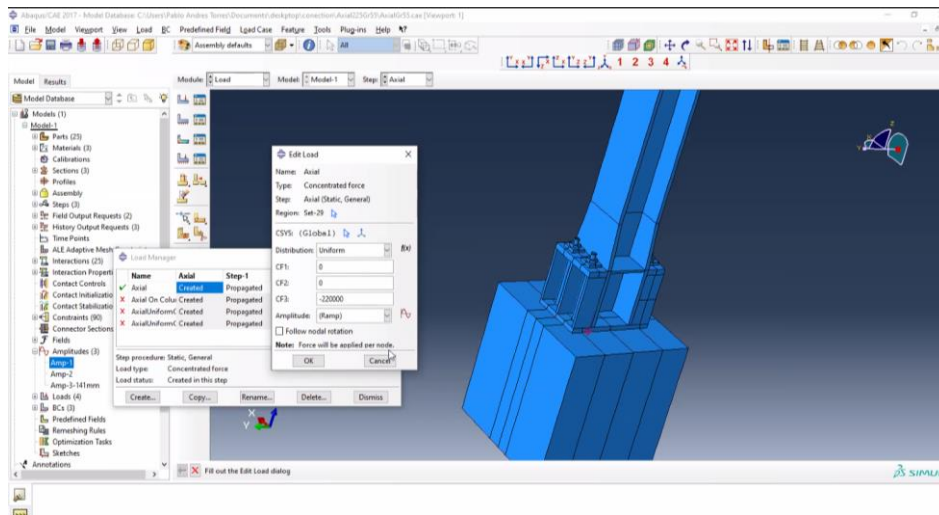 Abaqus/CAE 2017 - Model Database: C:\Users\Pablo Andres Torres\Documents\desktop\conection\Axial225Gr55\AxialGr55.cae [Viewport: 1]
File Model Viewport View Load BC Predefined Field Load Case Feature Tools Plug-ins Help
Assembly defaults All
1 2 3 4
Model Results Module: Load Model: Model-1 Step: Axial
Model Database
Models (1)
Model-1
Parts (25)
Materials (3)
Calibrations
Sections (3)
Profiles
Assembly
Steps (3)
Field Output Requests (2)
History Output Requests (3)
Time Points
ALE Adaptive Mesh
Interactions (25)
Interaction Properti
Contact Controls
Contact Initializatio
Contact Stabilizatio
Constraints (90)
Connector Sections
Fields
Amplitudes (3)
Amp-1
Amp-2
Amp-3-141mm
Loads (4)
BCs (3)
Predefined Fields
Remeshing Rules
Optimization Tasks
Sketches
Annotations
Load Manager
Name Axial Step-1
Axial Created Propagated
Axial On Colu Created Propagated
AxialUniformC Created Propagated
AxialUniformC Created Propagated
Step procedure: Static, General
Load type: Concentrated force
Load status: Created in this step
Create... Copy... Rename... Delete... Dismiss
Edit Load
Name: Axial
Type: Concentrated force
Step: Axial (Static, General)
Region: Set-29
CSYS: (Global)
Distribution: Uniform f(x)
CF1: 0
CF2: 0
CF3: -220000
Amplitude: (Ramp)
Follow nodal rotation
Note: Force will be applied per node.
OK Cancel
X
Y
Z
Fill out the Edit Load dialog
SIMU